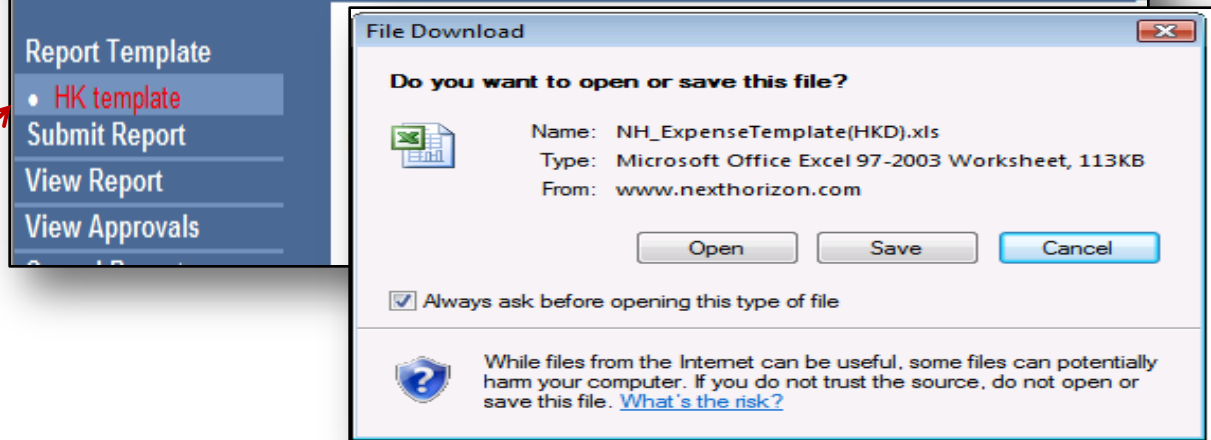 Report Template
• HK template
Submit Report
View Report
View Approvals
File Download
Do you want to open or save this file?
Name: NH_ExpenseTemplate(HKD).xls
Type: Microsoft Office Excel 97-2003 Worksheet, 113KB
From: www.nexthorizon.com
Open Save Cancel
Always ask before opening this type of file
While files from the Internet can be useful, some files can potentially
harm your computer. If you do not trust the source, do not open or
save this file. What's the risk?